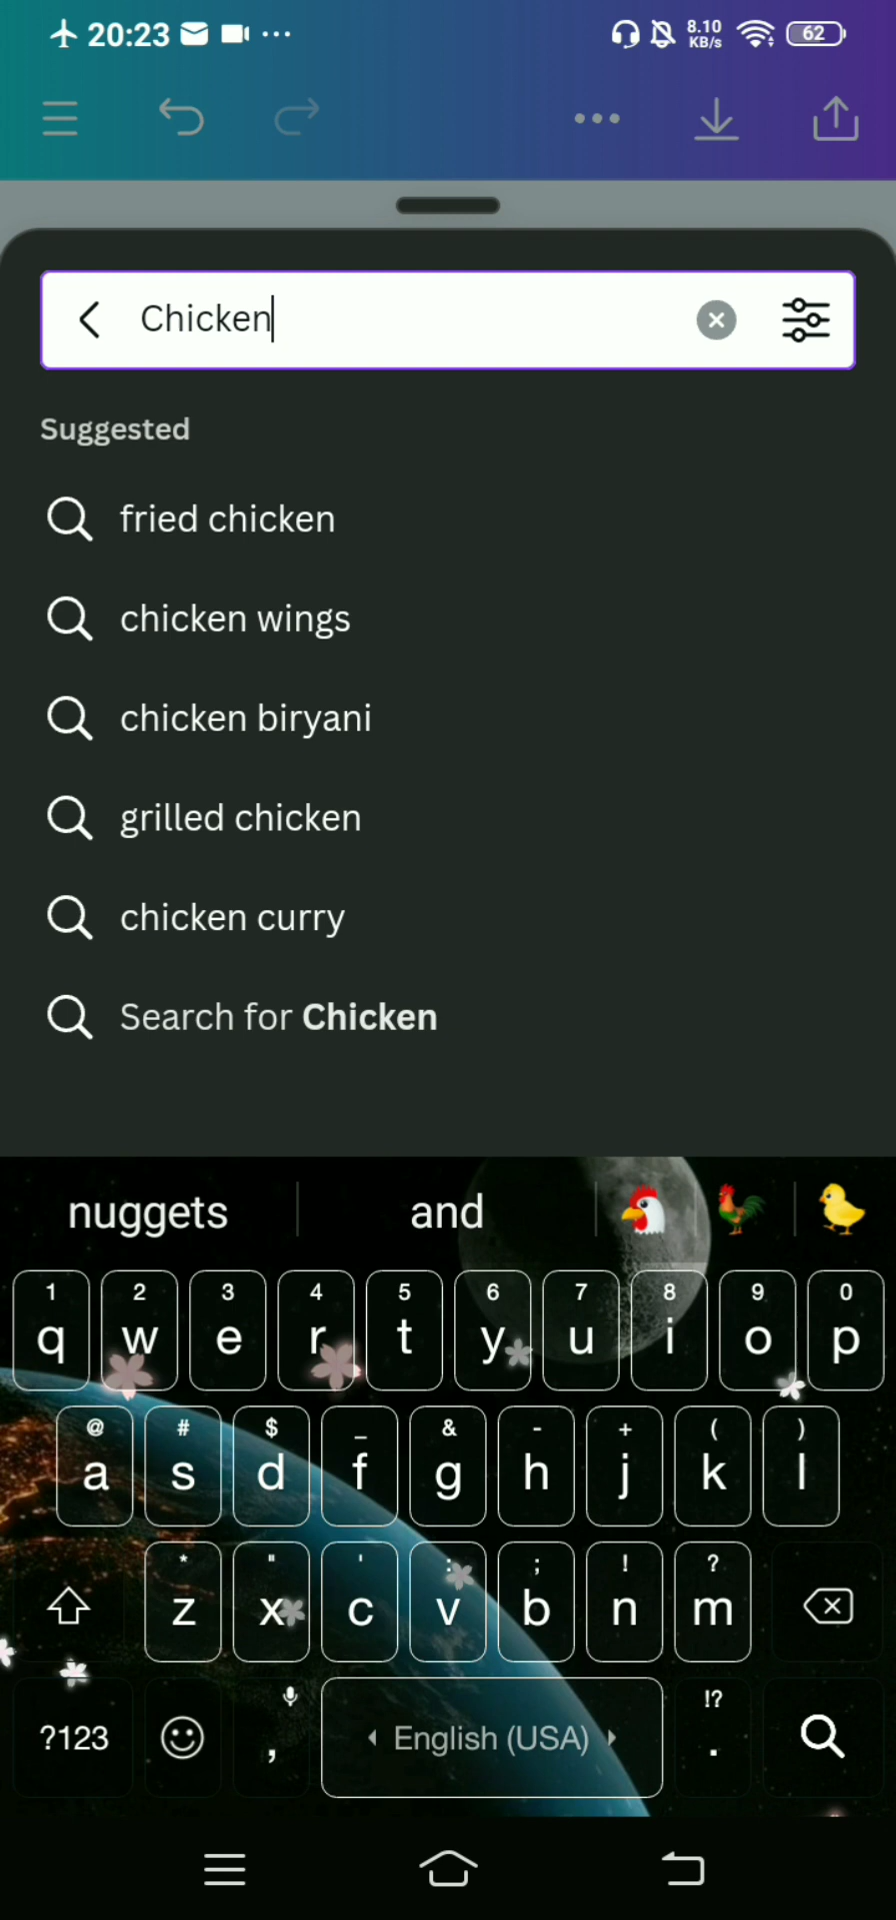 20:23 8.10 KB/s 62
Chicken
Suggested
fried chicken
chicken wings
chicken biryani
grilled chicken
chicken curry
Search for Chicken
nuggets and
1 2 3 4 5 6 7 8 9 0
q w e r t y u i o p
@ # $ _ & - + ( )
a s d f g h j k l
* " ' : ; ! ?
z x c v b n m
!?
?123 , English (USA) .